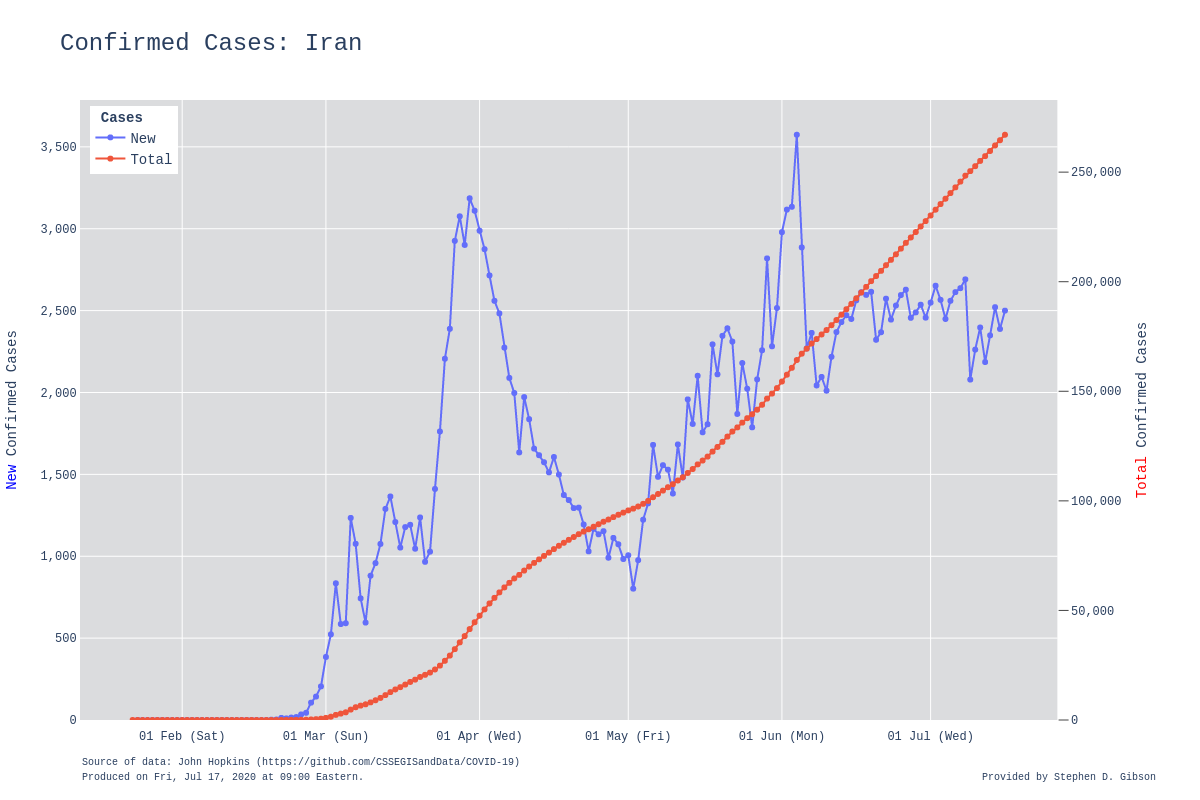 Confirmed Cases: Iran
Cases
New
Total
3,500
3,000
2,500
2,000
1,500
1,000
500
0
New Confirmed Cases
250,000
200,000
150,000
100,000
50,000
0
Total Confirmed Cases
01 Feb (Sat) 01 Mar (Sun) 01 Apr (Wed) 01 May (Fri) 01 Jun (Mon) 01 Jul (Wed)
Source of data: John Hopkins (https://github.com/CSSEGISandData/COVID-19)
Produced on Fri, Jul 17, 2020 at 09:00 Eastern.
Provided by Stephen D. Gibson